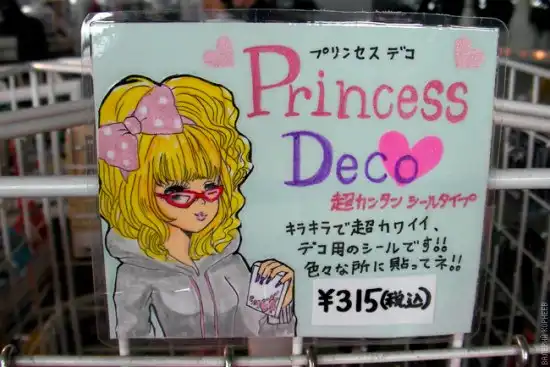 プリンセス デコ
Princess
Deco
超カンタン シールタイプ
キラキラで超カワイイ、
デコ用のシールです!!
色々な所に貼ってネ!!
¥315(税込)